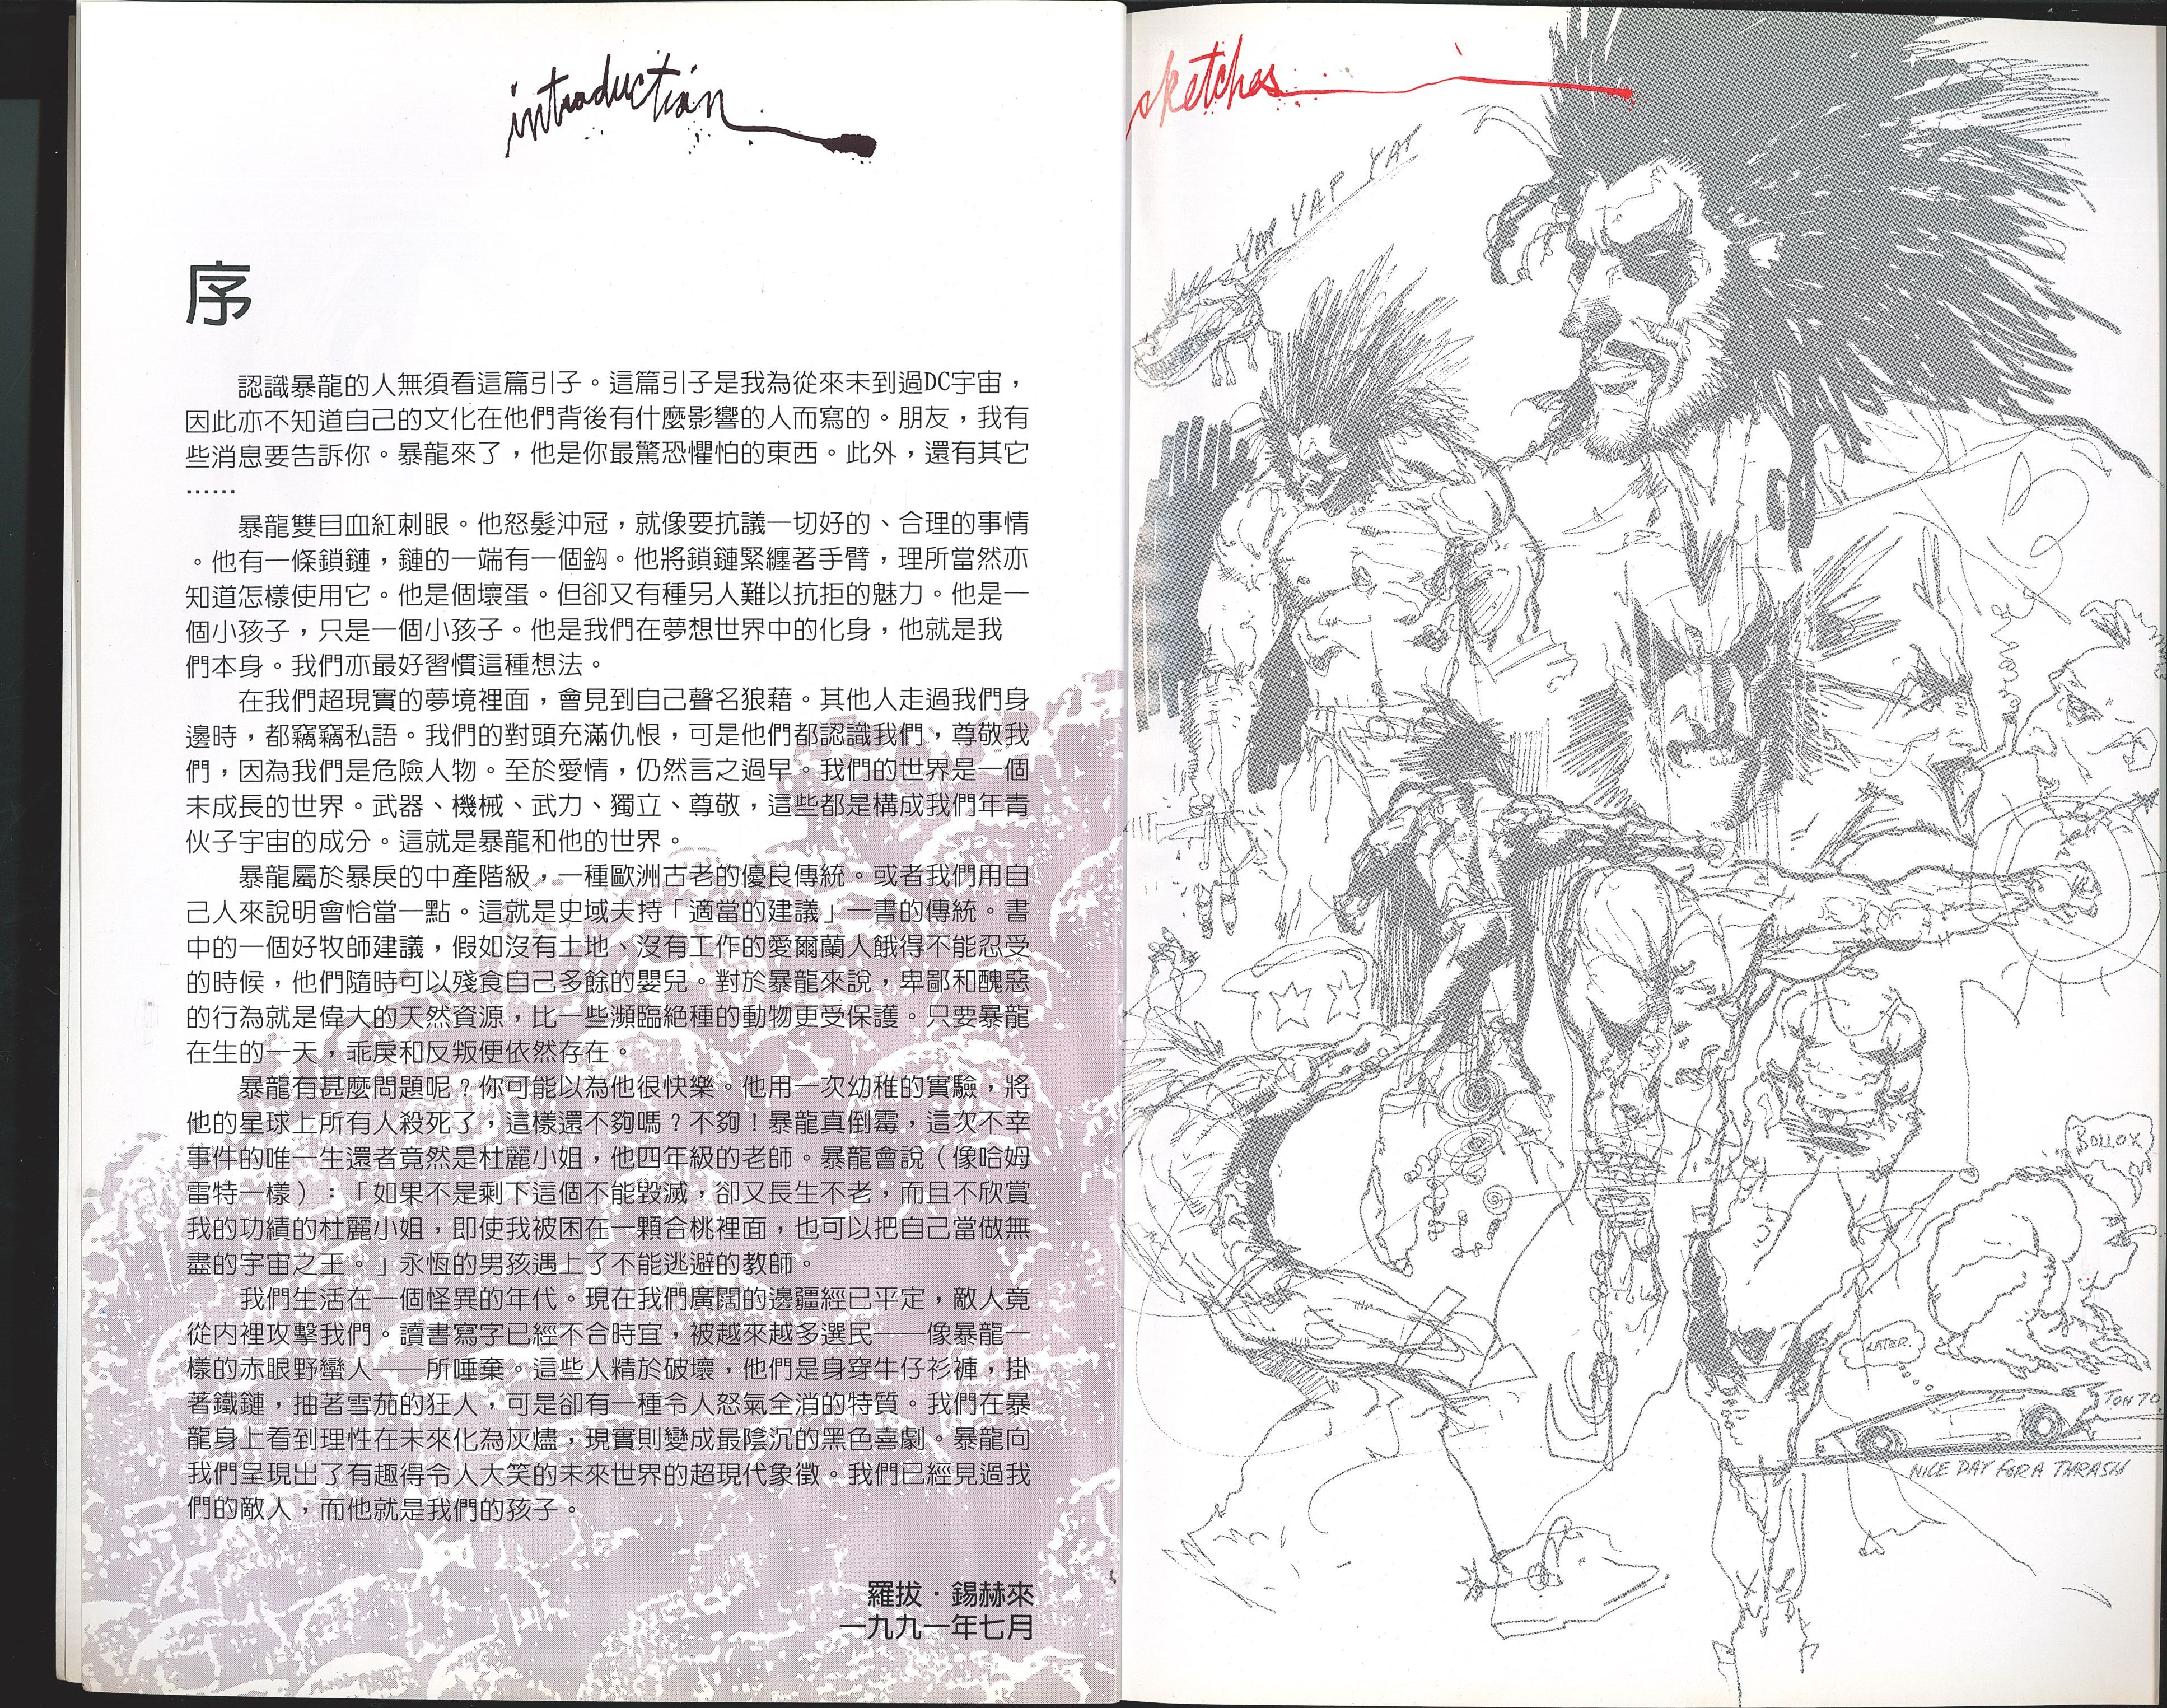 introduction
序
認識暴龍的人無須看這篇引子。這篇引子是我為從來未到過DC宇宙，
因此亦不知道自己的文化在他們背後有什麼影響的人而寫的。朋友，我有
些消息要告訴你。暴龍來了，他是你最驚恐懼怕的東西。此外，還有其它
……
暴龍雙目血紅刺眼。他怒髮沖冠，就像要抗議一切好的、合理的事情
。他有一條鎖鏈，鏈的一端有一個鈎。他將鎖鏈緊纏著手臂，理所當然亦
知道怎樣使用它。他是個壞蛋。但卻又有種另人難以抗拒的魅力。他是一
個小孩子，只是一個小孩子。他是我們在夢想世界中的化身，他就是我
們本身。我們亦最好習慣這種想法。
在我們超現實的夢境裡面，會見到自己聲名狼藉。其他人走過我們身
邊時，都竊竊私語。我們的對頭充滿仇恨，可是他們都認識我們，尊敬我
們，因為我們是危險人物。至於愛情，仍然言之過早。我們的世界是一個
未成長的世界。武器、機械、武力、獨立、尊敬，這些都是構成我們年青
伙子宇宙的成分。這就是暴龍和他的世界。
暴龍屬於暴戾的中產階級，一種歐洲古老的優良傳統。或者我們用自
己人來說明會恰當一點。這就是史域夫持「適當的建議」一書的傳統。書
中的一個好牧師建議，假如沒有土地、沒有工作的愛爾蘭人餓得不能忍受
的時候，他們隨時可以殘食自己多餘的嬰兒。對於暴龍來說，卑鄙和醜惡
的行為就是偉大的天然資源，比一些瀕臨絕種的動物更受保護。只要暴龍
在生的一天，乖戾和反叛便依然存在。
暴龍有甚麼問題呢？你可能以為他很快樂。他用一次幼稚的實驗，將
他的星球上所有人殺死了，這樣還不夠嗎？不夠！暴龍真倒霉，這次不幸
事件的唯一生還者竟然是杜麗小姐，他四年級的老師。暴龍會說（像哈姆
雷特一樣）：「如果不是剩下這個不能毀滅，卻又長生不老，而且不欣賞
我的功績的杜麗小姐，即使我被困在一顆合桃裡面，也可以把自己當做無
盡的宇宙之王。」永恆的男孩遇上了不能逃避的教師。
我們生活在一個怪異的年代。現在我們廣闊的邊疆經已平定，敵人竟
從内裡攻擊我們。讀書寫字已經不合時宜，被越來越多選民──像暴龍一
樣的赤眼野蠻人──所唾棄。這些人精於破壞，他們是身穿牛仔衫褲，掛
著鐵鏈，抽著雪茄的狂人，可是卻有一種令人怒氣全消的特質。我們在暴
龍身上看到理性在未來化為灰燼，現實則變成最陰沉的黑色喜劇。暴龍向
我們呈現出了有趣得令人大笑的未來世界的超現代象徵。我們已經見過我
們的敵人，而他就是我們的孩子。
羅拔・錫赫來
一九九一年七月
sketches
YAP YAP YAT
BOLLOX
LATER.
TON 70
NICE DAY FOR A THRASH